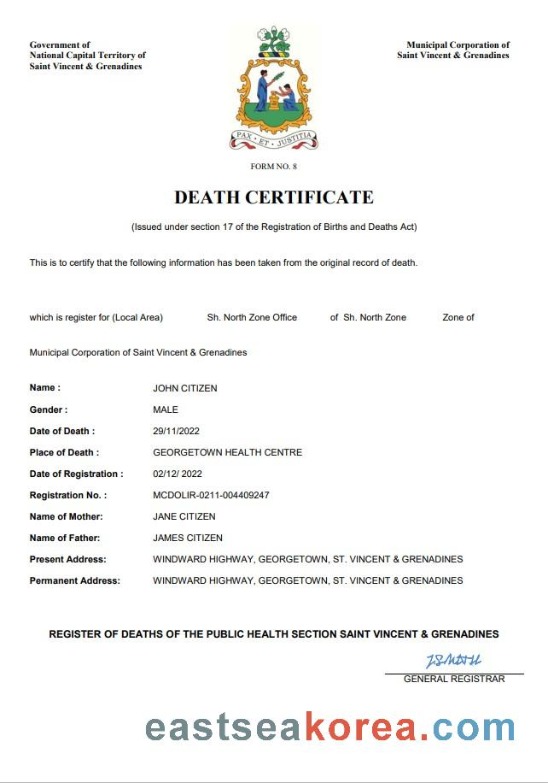 Government of
National Capital Territory of
Saint Vincent & Grenadines
Municipal Corporation of
Saint Vincent & Grenadines
PAX • ET • JUSTITIA
FORM NO. 8
DEATH CERTIFICATE
(Issued under section 17 of the Registration of Births and Deaths Act)
This is to certify that the following information has been taken from the original record of death.
which is register for (Local Area) Sh. North Zone Office of Sh. North Zone Zone of
Municipal Corporation of Saint Vincent & Grenadines
Name : JOHN CITIZEN
Gender : MALE
Date of Death : 29/11/2022
Place of Death : GEORGETOWN HEALTH CENTRE
Date of Registration : 02/12/ 2022
Registration No. : MCDOLIR-0211-004409247
Name of Mother: JANE CITIZEN
Name of Father: JAMES CITIZEN
Present Address: WINDWARD HIGHWAY, GEORGETOWN, ST. VINCENT & GRENADINES
Permanent Address: WINDWARD HIGHWAY, GEORGETOWN, ST. VINCENT & GRENADINES
REGISTER OF DEATHS OF THE PUBLIC HEALTH SECTION SAINT VINCENT & GRENADINES
GENERAL REGISTRAR
eastseakorea.com